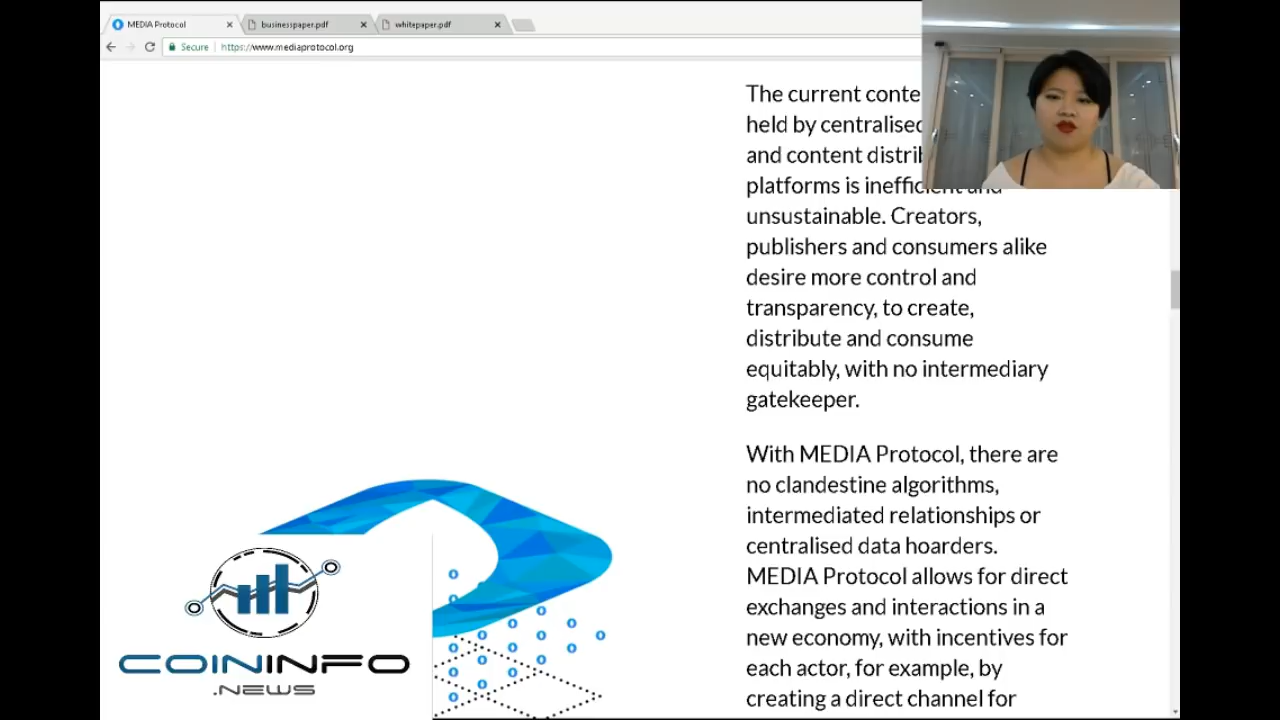 MEDIA Protocol
businesspaper.pdf
whitepaper.pdf
Secure
https://www.mediaprotocol.org
The current conte
held by centralised
and content distrib
platforms is inefficient and
unsustainable. Creators,
publishers and consumers alike
desire more control and
transparency, to create,
distribute and consume
equitably, with no intermediary
gatekeeper.
With MEDIA Protocol, there are
no clandestine algorithms,
intermediated relationships or
centralised data hoarders.
MEDIA Protocol allows for direct
exchanges and interactions in a
new economy, with incentives for
each actor, for example, by
creating a direct channel for
COININFO
.NEWS